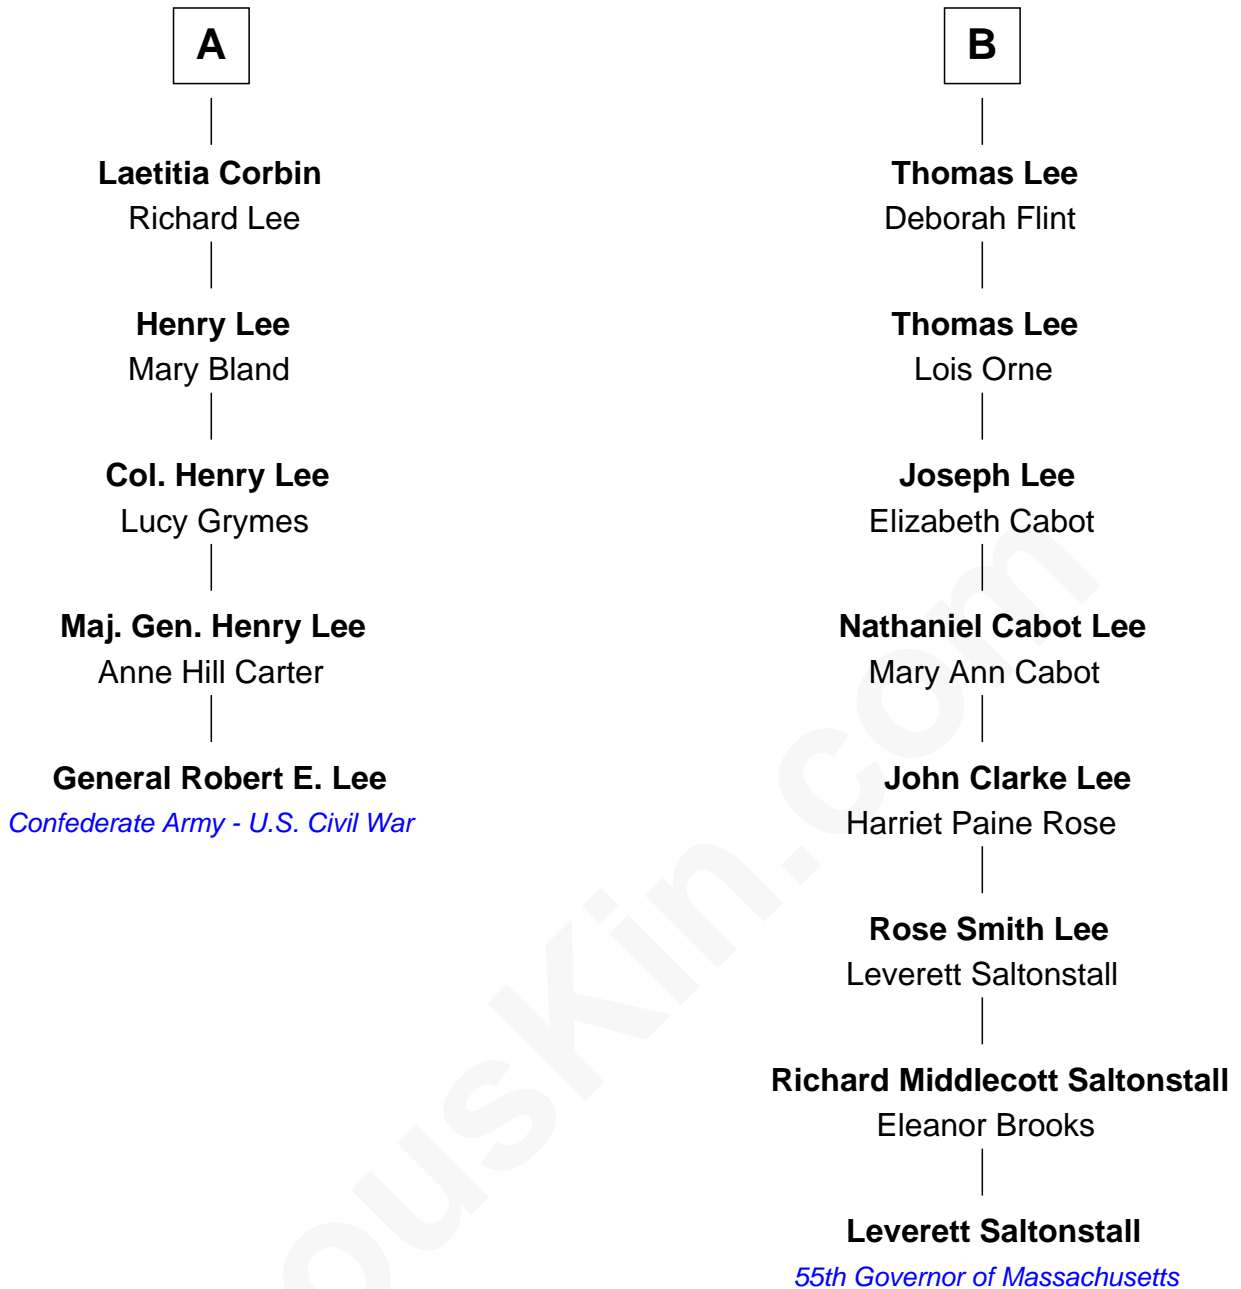 A
Laetitia Corbin
Richard Lee
Henry Lee
Mary Bland
Col. Henry Lee
Lucy Grymes
Maj. Gen. Henry Lee
Anne Hill Carter
General Robert E. Lee
Confederate Army - U.S. Civil War
B
Thomas Lee
Deborah Flint
Thomas Lee
Lois Orne
Joseph Lee
Elizabeth Cabot
Nathaniel Cabot Lee
Mary Ann Cabot
John Clarke Lee
Harriet Paine Rose
Rose Smith Lee
Leverett Saltonstall
Richard Middlecott Saltonstall
Eleanor Brooks
Leverett Saltonstall
55th Governor of Massachusetts
ousKin.com